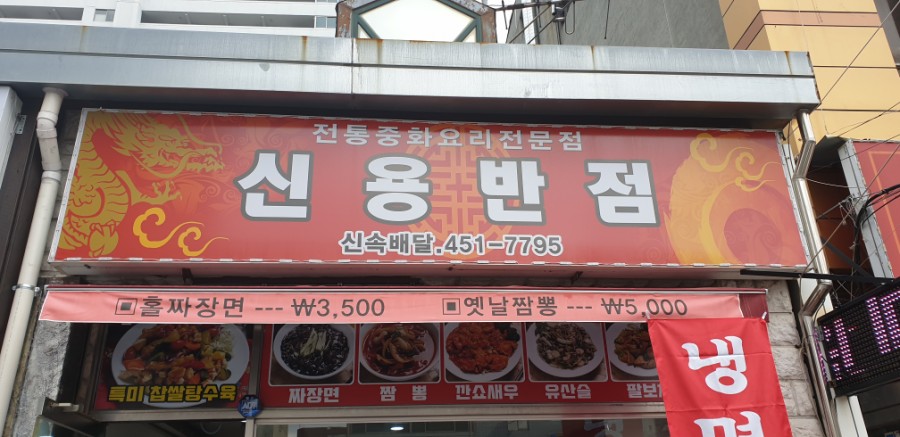 전통중화요리전문점
신용반점
신속배달.451-7795
▣홀짜장면 --- ₩3,500 ▣옛날짬뽕 --- ₩5,000
특미 찹쌀탕수육
짜장면 짬 뽕 깐쇼새우 유산슬 팔보
냉